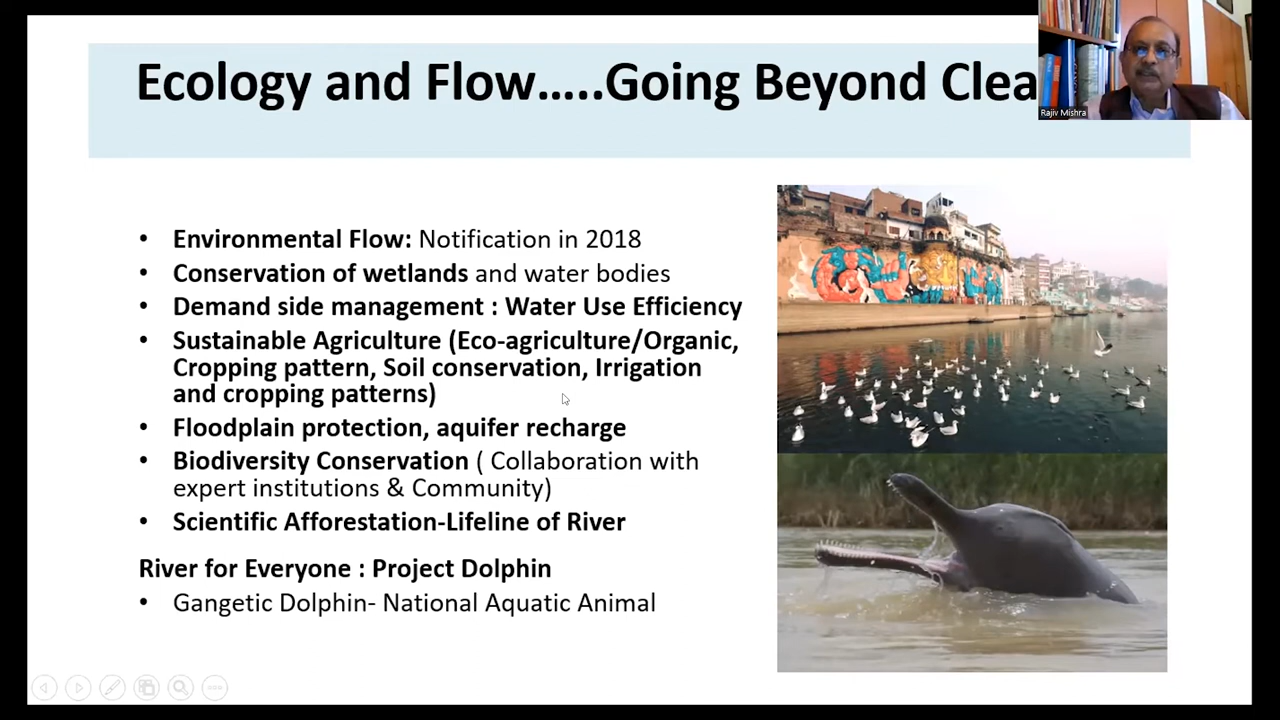 Ecology and Flow.....Going Beyond Clea
Rajiv Mishra
• Environmental Flow: Notification in 2018
• Conservation of wetlands and water bodies
• Demand side management : Water Use Efficiency
• Sustainable Agriculture (Eco-agriculture/Organic,
Cropping pattern, Soil conservation, Irrigation
and cropping patterns)
• Floodplain protection, aquifer recharge
• Biodiversity Conservation ( Collaboration with
expert institutions & Community)
• Scientific Afforestation-Lifeline of River
River for Everyone : Project Dolphin
• Gangetic Dolphin- National Aquatic Animal